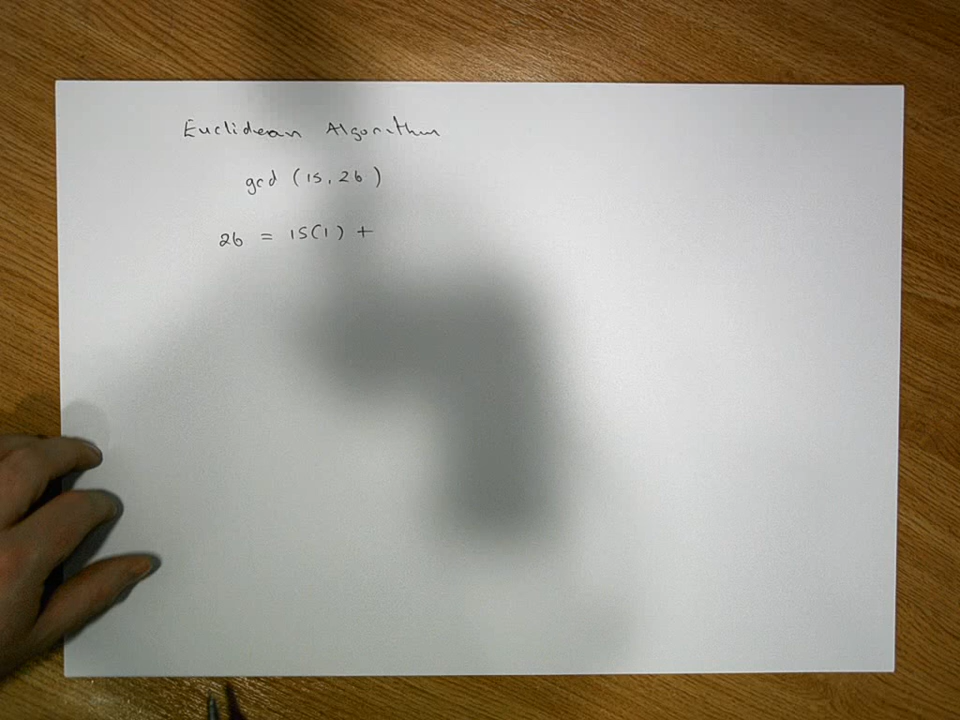 Euclidean Algorithm
gcd (15, 26)
26 = 15(1) +